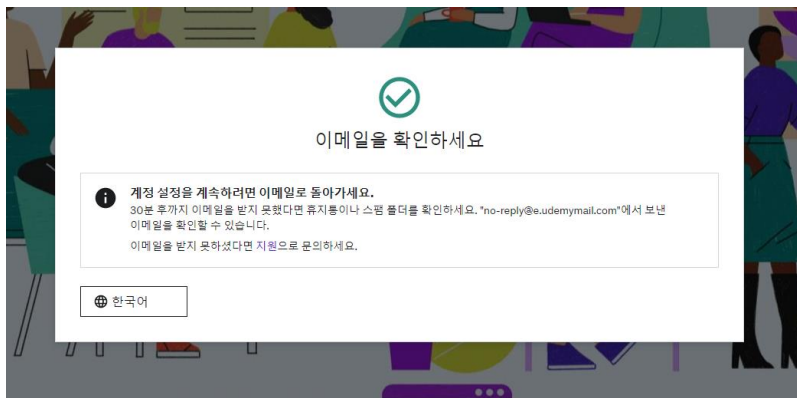 이메일을 확인하세요
계정 설정을 계속하려면 이메일로 돌아가세요.
30분 후까지 이메일을 받지 못했다면 휴지통이나 스팸 폴더를 확인하세요. "no-reply@e.udemymail.com"에서 보낸
이메일을 확인할 수 있습니다.
이메일을 받지 못하셨다면 지원으로 문의하세요.
한국어